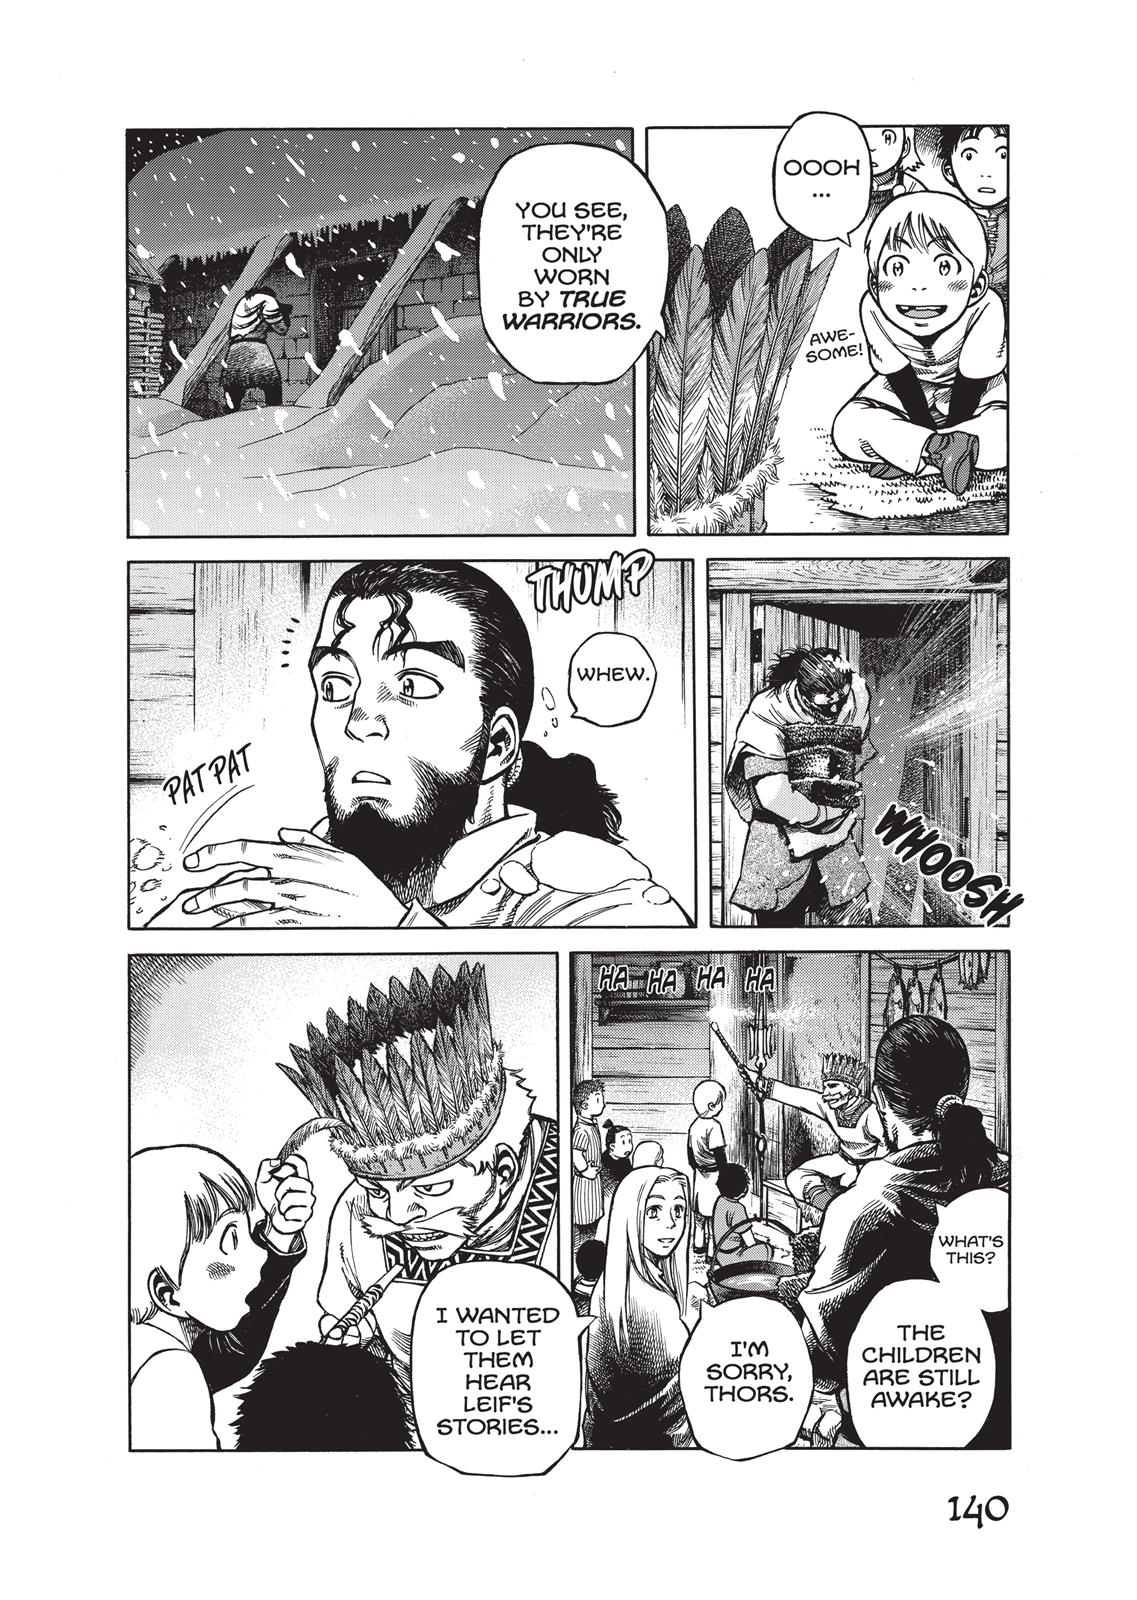 OOOH
...
AWE-
SOME!
YOU SEE,
THEY'RE
ONLY
WORN
BY TRUE
WARRIORS.
WHOOSH
THUMP
WHEW.
PAT PAT
HA HA HA HA
WHAT'S
THIS?
THE
CHILDREN
ARE STILL
AWAKE?
I'M
SORRY,
THORS.
I WANTED
TO LET
THEM
HEAR
LEIF'S
STORIES...
140